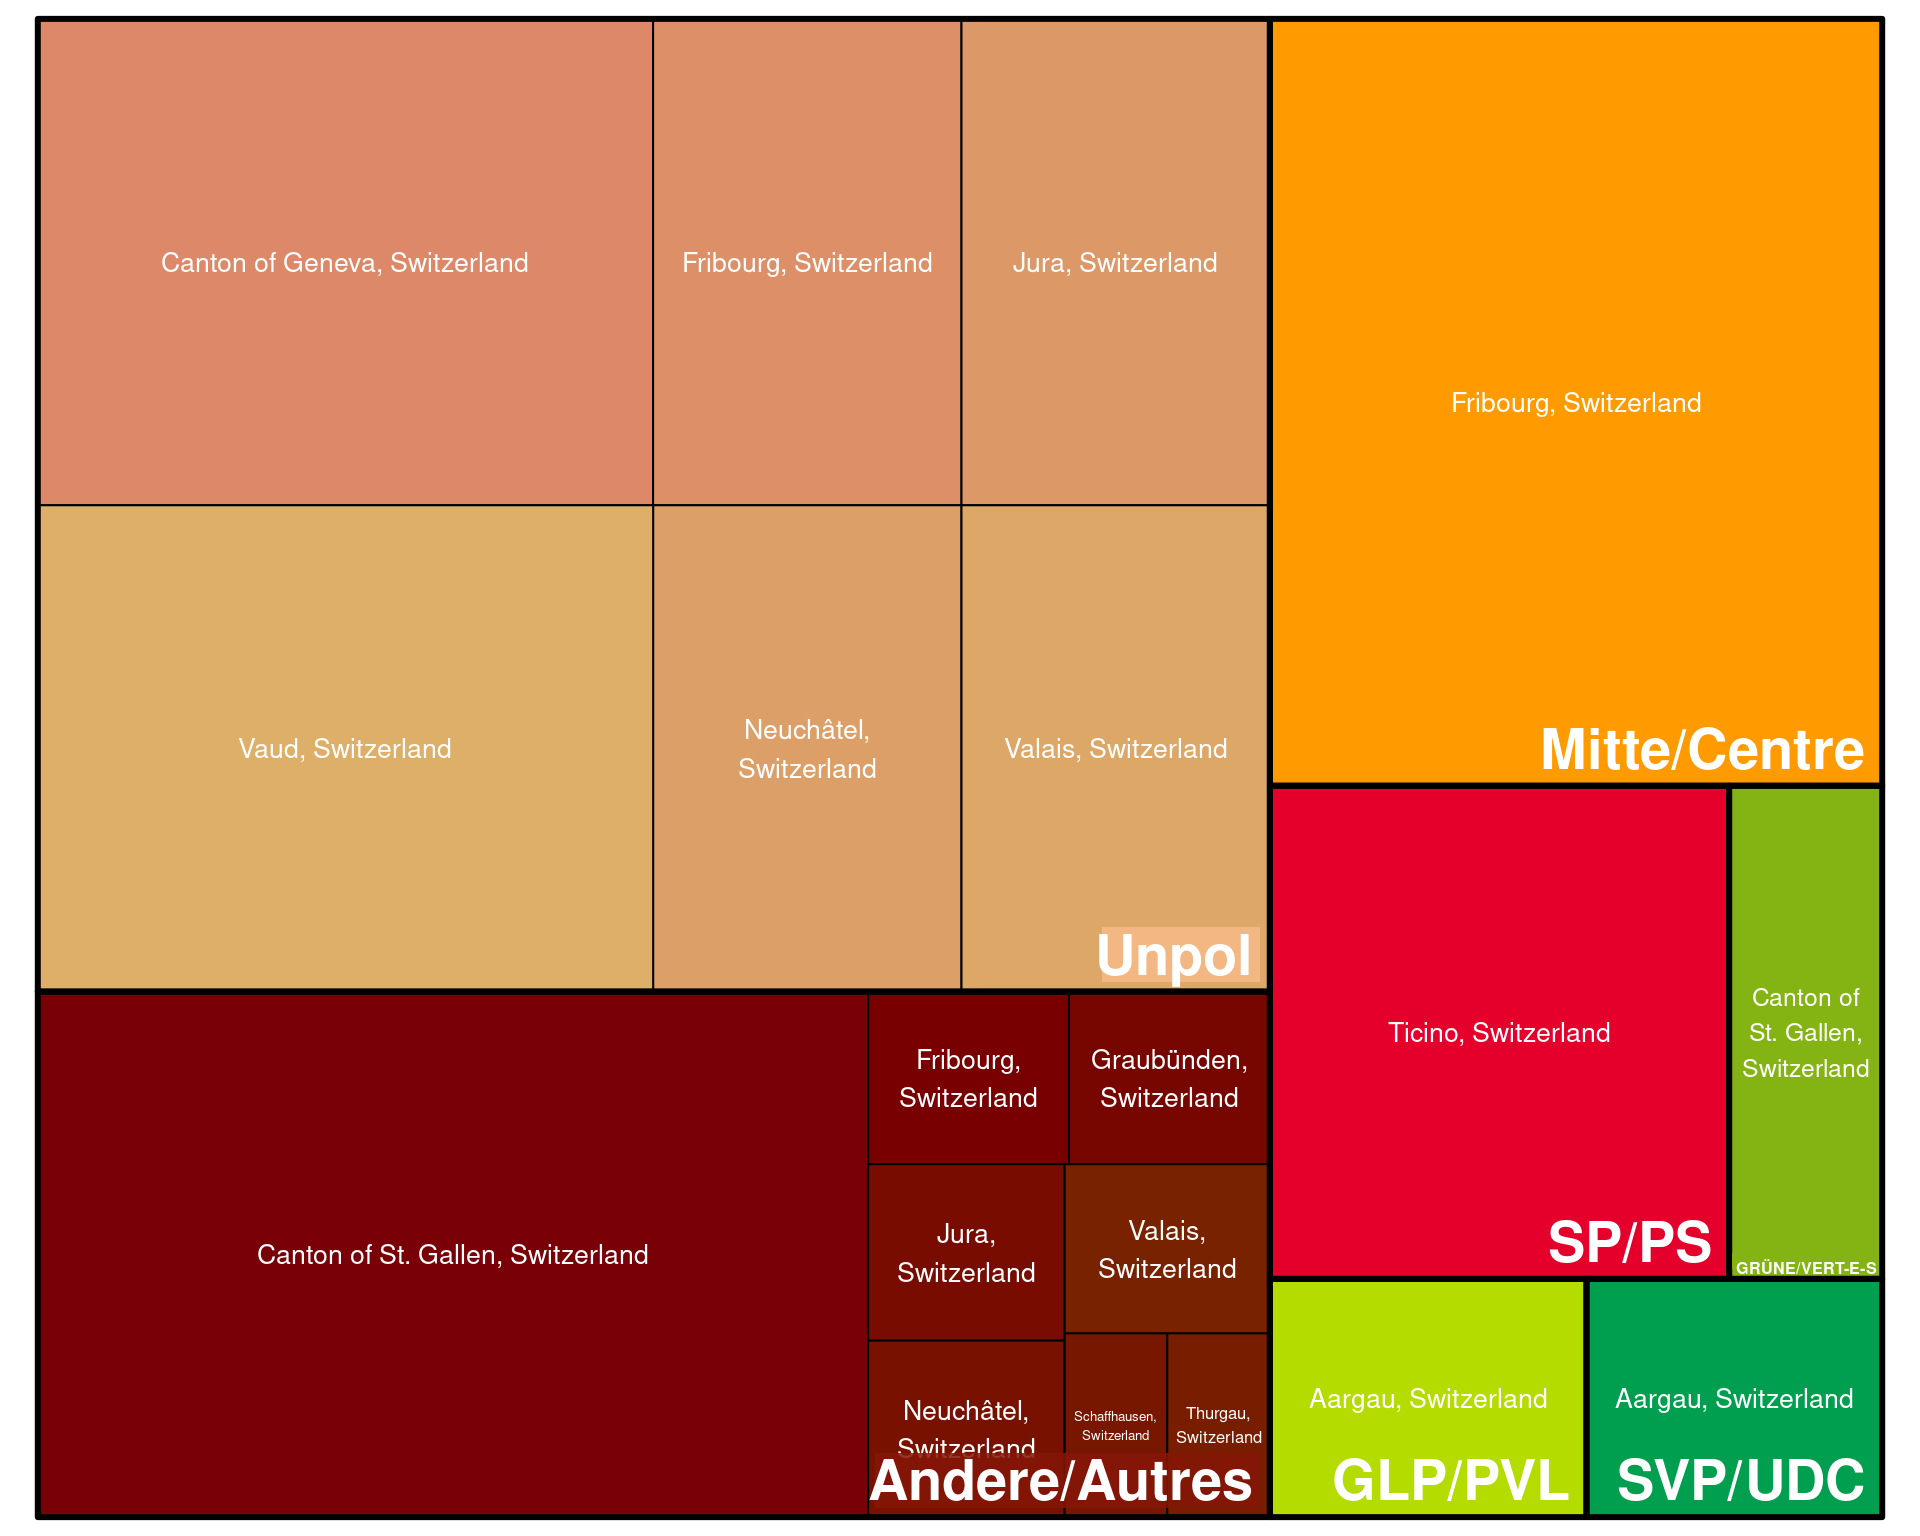 Canton of Geneva, Switzerland
Fribourg, Switzerland
Jura, Switzerland
Vaud, Switzerland
Neuchâtel,
Switzerland
Valais, Switzerland
Unpol
Fribourg, Switzerland
Mitte/Centre
Canton of St. Gallen, Switzerland
Fribourg,
Switzerland
Graubünden,
Switzerland
Jura,
Switzerland
Valais,
Switzerland
Neuchâtel,
Switzerland
Schaffhausen,
Switzerland
Thurgau,
Switzerland
Andere/Autres
Ticino, Switzerland
SP/PS
Canton of
St. Gallen,
Switzerland
GRÜNE/VERT-E-S
Aargau, Switzerland
GLP/PVL
Aargau, Switzerland
SVP/UDC